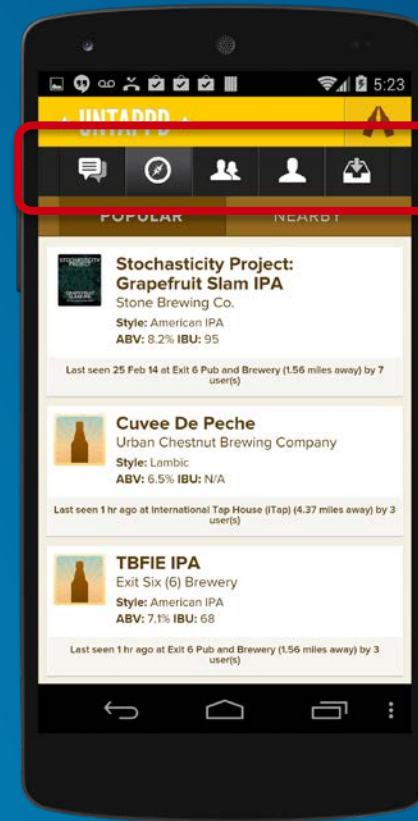 5:23
UNTAPPD
POPULAR NEARBY
Stochasticity Project:
Grapefruit Slam IPA
Stone Brewing Co.
Style: American IPA
ABV: 8.2% IBU: 95
Last seen 25 Feb 14 at Exit 6 Pub and Brewery (1.56 miles away) by 7
user(s)
Cuvee De Peche
Urban Chestnut Brewing Company
Style: Lambic
ABV: 6.5% IBU: N/A
Last seen 1 hr ago at International Tap House (iTap) (4.37 miles away) by 3
user(s)
TBFIE IPA
Exit Six (6) Brewery
Style: American IPA
ABV: 7.1% IBU: 68
Last seen 1 hr ago at Exit 6 Pub and Brewery (1.56 miles away) by 3
user(s)